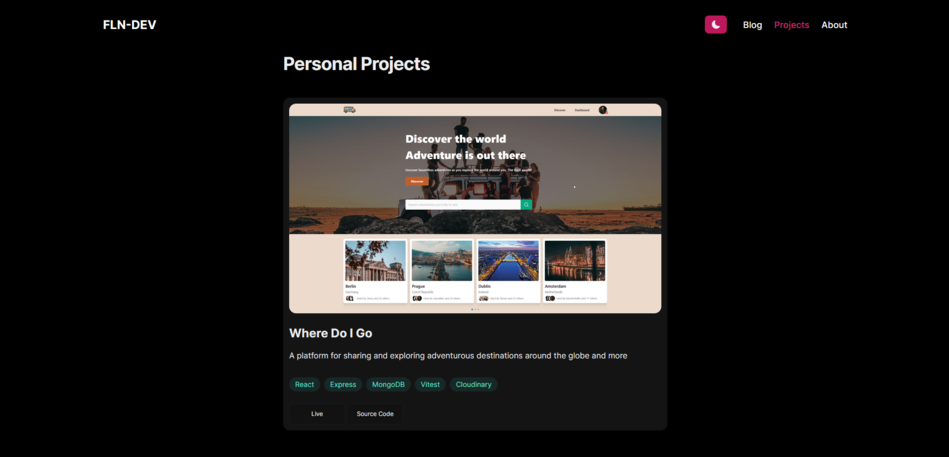 FLN-DEV
Blog
Projects
About
Personal Projects
Discover
Dashboard
Discover the world
Adventure is out there
Discover
Berlin
Germany
Prague
Czech Republic
Dublin
Ireland
Amsterdam
Netherlands
Where Do I Go
A platform for sharing and exploring adventurous destinations around the globe and more
React
Express
MongoDB
Vitest
Cloudinary
Live
Source Code